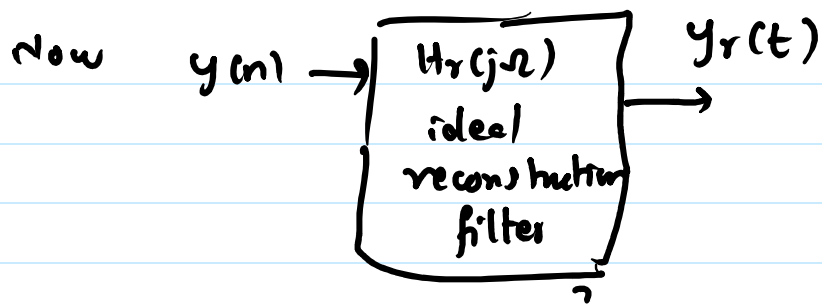 Now y(n) → Hr(jΩ) yr(t)
ideal
reconstruction
filter